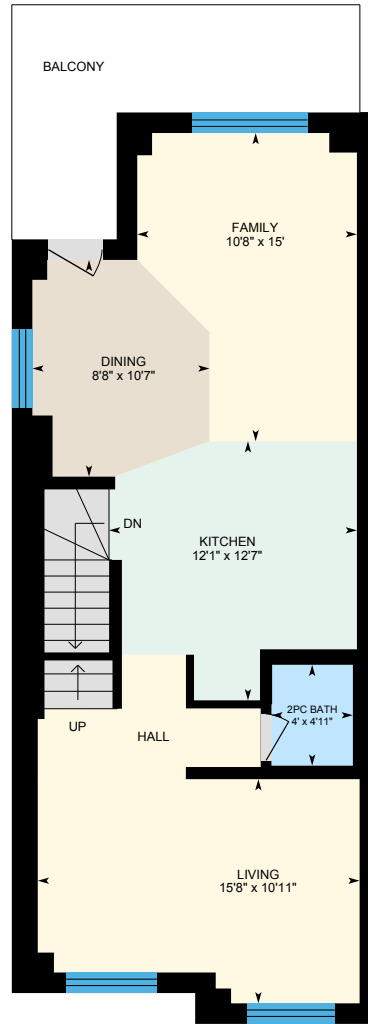 BALCONY
FAMILY
10'8" x 15'
DINING
8'8" x 10'7"
DN
KITCHEN
12'1" x 12'7"
2PC BATH
4' x 4'11"
UP
HALL
LIVING
15'8" x 10'11"